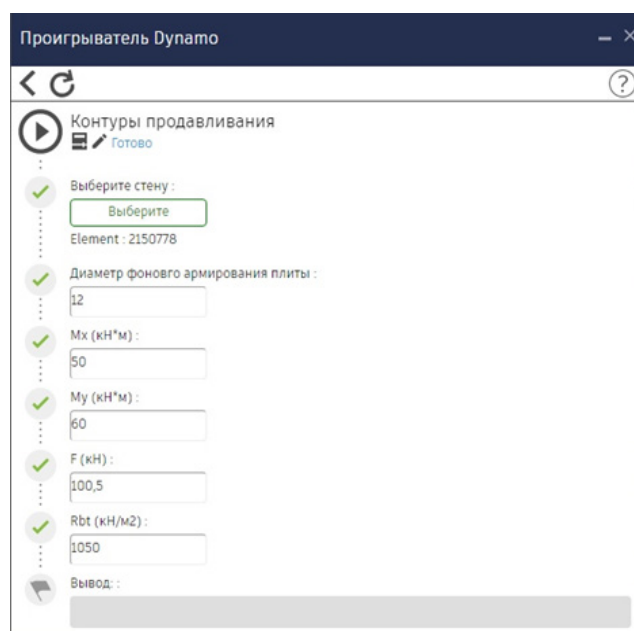 Проигрыватель Dynamo
?
Контуры продавливания
Готово
Выберите стену :
Выберите
Element : 2150778
Диаметр фоновго армирования плиты :
12
Mx (кН*м) :
50
My (кН*м) :
60
F (кН) :
100,5
Rbt (кН/м2) :
1050
Вывод: :